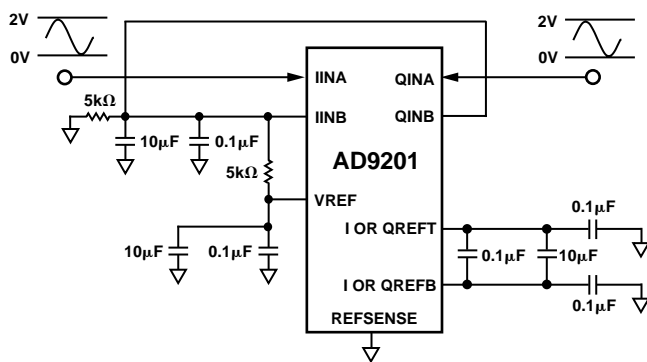 2V
0V
2V
0V
IINA
QINA
5kΩ
IINB
QINB
10μF
0.1μF
AD9201
5kΩ
VREF
0.1μF
I OR QREFT
10μF
0.1μF
0.1μF
10μF
I OR QREFB
0.1μF
REFSENSE